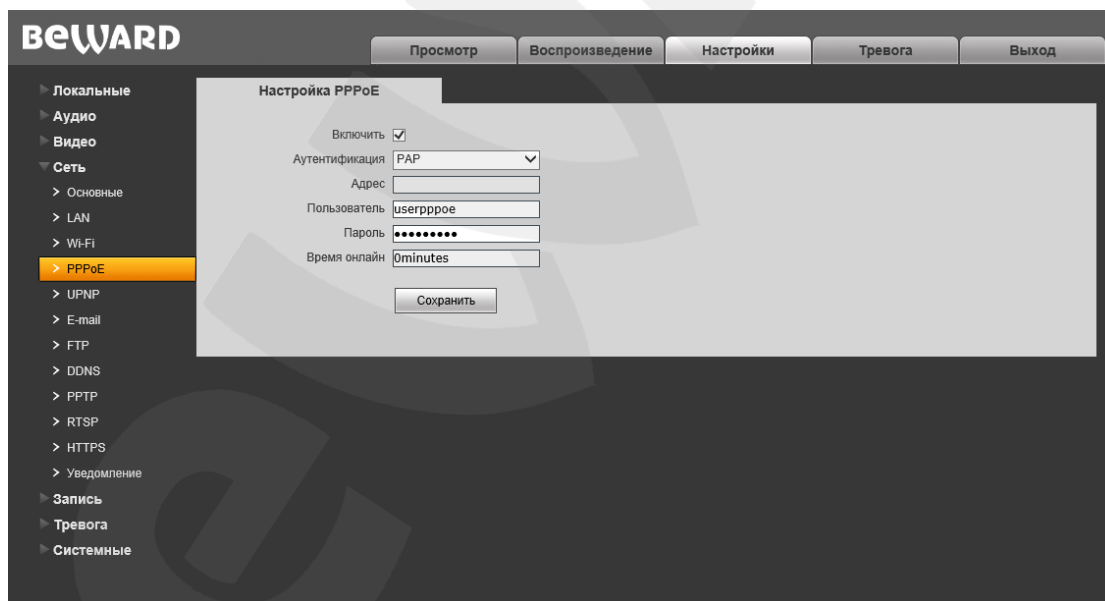 BEWARD
Просмотр Воспроизведение Настройки Тревога Выход
Локальные
Аудио
Видео
Сеть
Основные
LAN
Wi-Fi
PPPoE
UPNP
E-mail
FTP
DDNS
PPTP
RTSP
HTTPS
Уведомление
Запись
Тревога
Системные
Настройка PPPoE
Включить
Аутентификация PAP
Адрес
Пользователь userpppoe
Пароль •••••••••
Время онлайн 0minutes
Сохранить